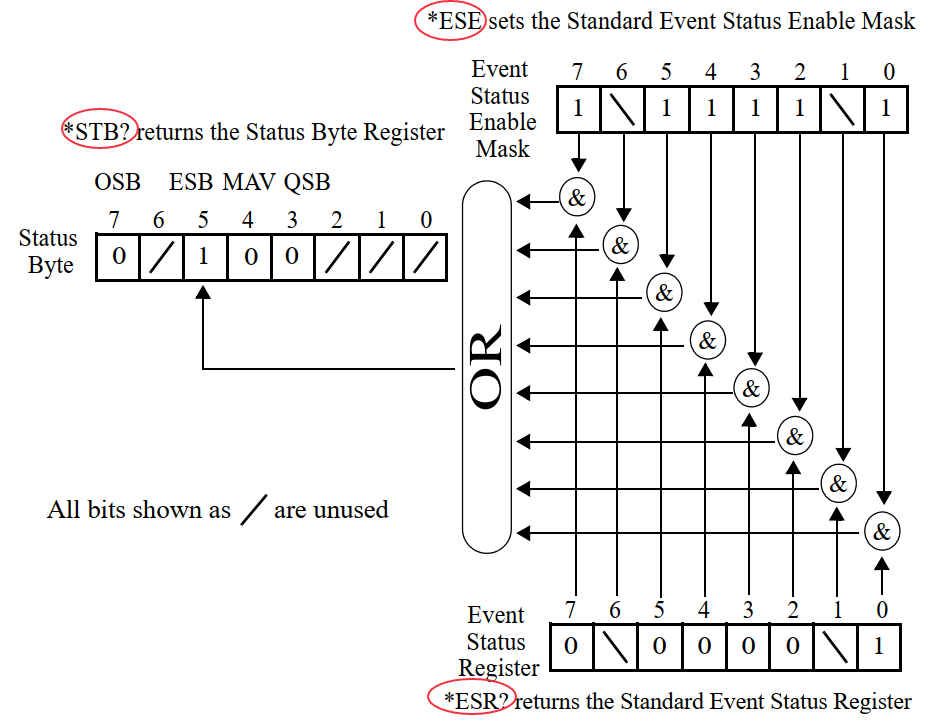 *ESE sets the Standard Event Status Enable Mask
Event
Status
Enable
Mask
7 6 5 4 3 2 1 0
1 1 1 1 1 1
*STB? returns the Status Byte Register
OSB ESB MAV QSB
7 6 5 4 3 2 1 0
Status
Byte
0 1 0 0
& & & & & & & &
OR
All bits shown as are unused
Event
Status
Register
7 6 5 4 3 2 1 0
0 0 0 0 0 1
*ESR? returns the Standard Event Status Register